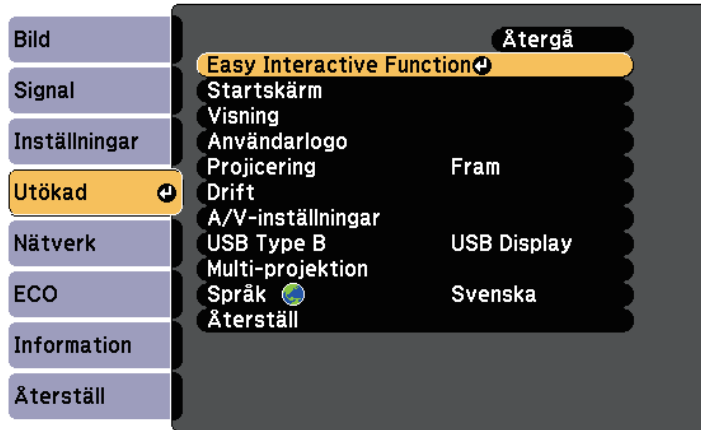 Bild
Signal
Inställningar
Utökad
Nätverk
ECO
Information
Återställ
Återgå
Easy Interactive Function
Startskärm
Visning
Användarlogo
Projicering Fram
Drift
A/V-inställningar
USB Type B USB Display
Multi-projektion
Språk Svenska
Återställ